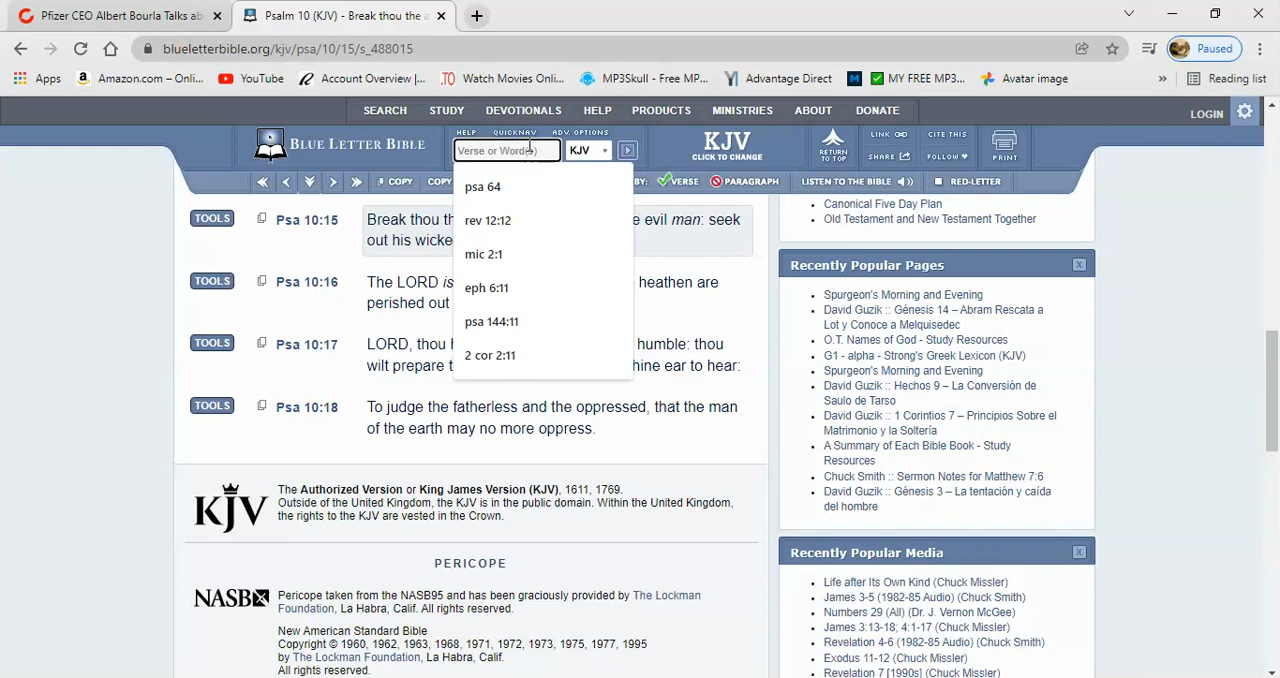 Pfizer CEO Albert Bourla Talks ab
Psalm 10 (KJV) - Break thou the a
Paused
blueletterbible.org/kjv/psa/10/15/s_488015
Apps
Amazon.com – Onli...
YouTube
Account Overview |...
Watch Movies Onli...
MP3Skull - Free MP...
Advantage Direct
MY FREE MP3...
Avatar image
»
Reading list
SEARCH
STUDY
DEVOTIONALS
HELP
PRODUCTS
MINISTRIES
ABOUT
DONATE
LOGIN
BLUE LETTER BIBLE
HELP
QUICKNAV
ADV. OPTIONS
Verse or Word(s)
KJV
KJV
CLICK TO CHANGE
RETURN
TO TOP
LINK
SHARE
CITE THIS
FOLLOW
PRINT
COPY
COPY
BY:
VERSE
PARAGRAPH
LISTEN TO THE BIBLE
RED-LETTER
psa 64
rev 12:12
mic 2:1
eph 6:11
psa 144:11
2 cor 2:11
TOOLS
Psa 10:15
Break thou th
e evil man: seek
out his wicke
TOOLS
Psa 10:16
The LORD is
heathen are
perished out
TOOLS
Psa 10:17
LORD, thou h
humble: thou
wilt prepare t
hine ear to hear:
TOOLS
Psa 10:18
To judge the fatherless and the oppressed, that the man
of the earth may no more oppress.
KJV
The Authorized Version or King James Version (KJV), 1611, 1769.
Outside of the United Kingdom, the KJV is in the public domain. Within the United Kingdom,
the rights to the KJV are vested in the Crown.
PERICOPE
NASB
Pericope taken from the NASB95 and has been graciously provided by The Lockman
Foundation, La Habra, Calif. All rights reserved.
New American Standard Bible
Copyright © 1960, 1962, 1963, 1968, 1971, 1972, 1973, 1975, 1977, 1995
by The Lockman Foundation, La Habra, Calif.
All rights reserved.
Canonical Five Day Plan
Old Testament and New Testament Together
Recently Popular Pages
Spurgeon's Morning and Evening
David Guzik :: Génesis 14 – Abram Rescata a
Lot y Conoce a Melquisedec
O.T. Names of God - Study Resources
G1 - alpha - Strong's Greek Lexicon (KJV)
Spurgeon's Morning and Evening
David Guzik :: Hechos 9 – La Conversión de
Saulo de Tarso
David Guzik :: 1 Corintios 7 – Principios Sobre el
Matrimonio y la Soltería
A Summary of Each Bible Book - Study
Resources
Chuck Smith :: Sermon Notes for Matthew 7:6
David Guzik :: Génesis 3 – La tentación y caída
del hombre
Recently Popular Media
Life after Its Own Kind (Chuck Missler)
James 3-5 (1982-85 Audio) (Chuck Smith)
Numbers 29 (All) (Dr. J. Vernon McGee)
James 3:13-18; 4:1-17 (Chuck Smith)
Revelation 4-6 (1982-85 Audio) (Chuck Smith)
Exodus 11-12 (Chuck Smith)
Revelation 7 [1990s] (Chuck Missler)